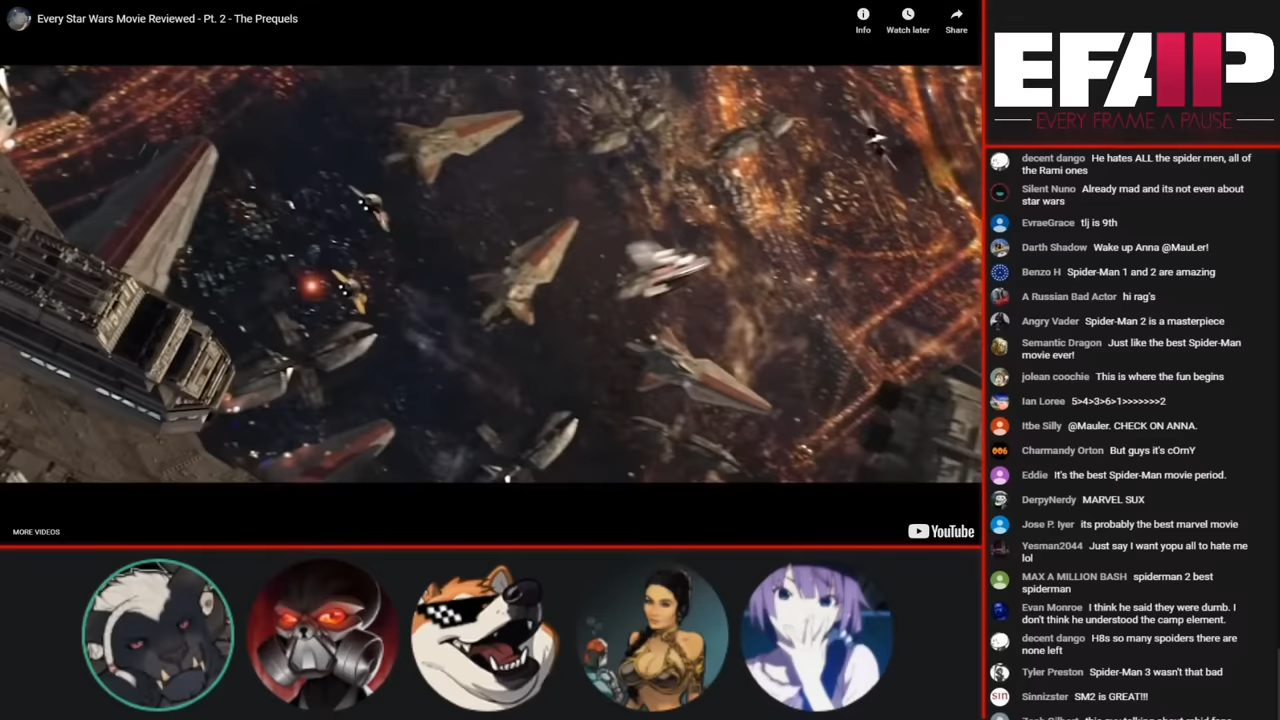 Every Star Wars Movie Reviewed - Pt. 2 - The Prequels
Info
Watch later
Share
MORE VIDEOS
YouTube
EFAP
EVERY FRAME A PAUSE
decent dango He hates ALL the spider men, all of
the Rami ones
Silent Nuno Already mad and its not even about
star wars
EvraeGrace tlj is 9th
Darth Shadow Wake up Anna @MauLer!
Benzo H Spider-Man 1 and 2 are amazing
A Russian Bad Actor hi rag's
Angry Vader Spider-Man 2 is a masterpiece
Semantic Dragon Just like the best Spider-Man
movie ever!
jolean coochie This is where the fun begins
Ian Loree 5>4>3>6>1>>>>>>>2
Itbe Silly @Mauler. CHECK ON ANNA.
006
Charmandy Orton But guys it's cOrnY
Eddie It's the best Spider-Man movie period.
DerpyNerdy MARVEL SUX
Jose P. Iyer its probably the best marvel movie
Yesman2044 Just say I want yopu all to hate me
lol
MAX A MILLION BASH spiderman 2 best
spiderman
Evan Monroe I think he said they were dumb. I
don't think he understood the camp element.
decent dango H8s so many spoiders there are
none left
Tyler Preston Spider-Man 3 wasn't that bad
sin
Sinnizster SM2 is GREAT!!!